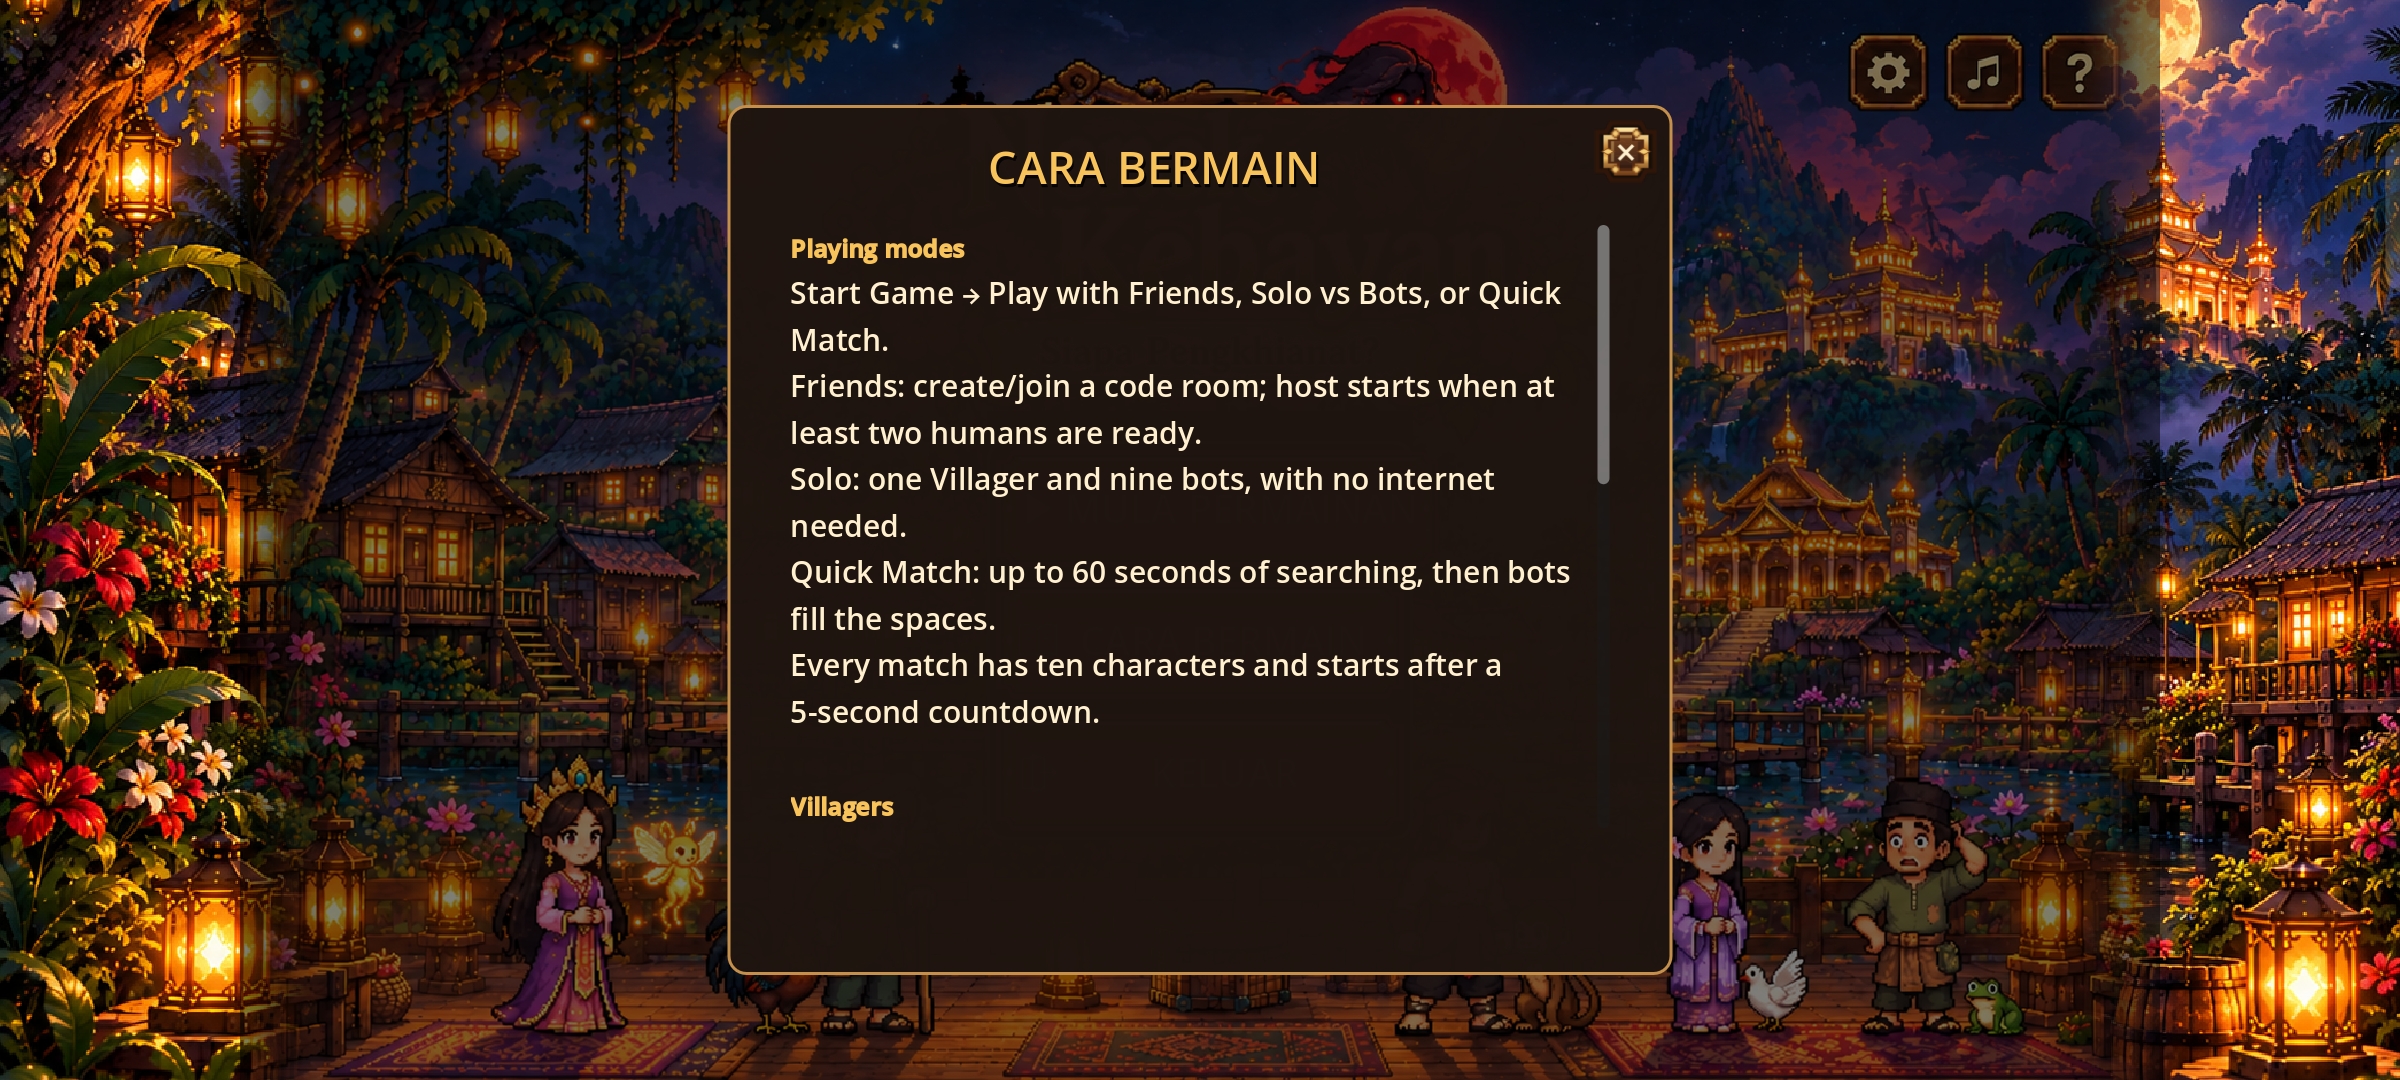 CARA BERMAIN
Playing modes
Start Game → Play with Friends, Solo vs Bots, or Quick
Match.
Friends: create/join a code room; host starts when at
least two humans are ready.
Solo: one Villager and nine bots, with no internet
needed.
Quick Match: up to 60 seconds of searching, then bots
fill the spaces.
Every match has ten characters and starts after a
5-second countdown.
Villagers